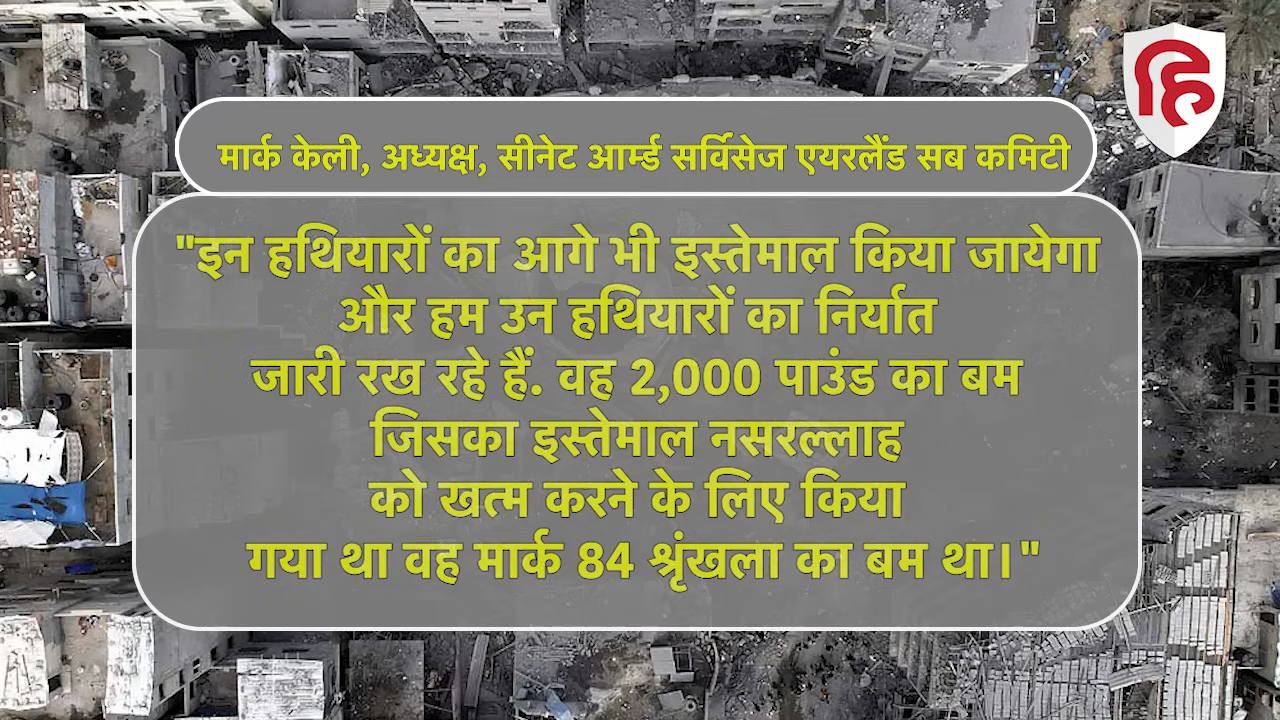 हि
मार्क केली, अध्यक्ष, सीनेट आर्म्ड सर्विसेज एयरलैंड सब कमिटी
"इन हथियारों का आगे भी इस्तेमाल किया जायेगा
और हम उन हथियारों का निर्यात
जारी रख रहे हैं. वह 2,000 पाउंड का बम
जिसका इस्तेमाल नसरल्लाह
को खत्म करने के लिए किया
गया था वह मार्क 84 श्रृंखला का बम था।"